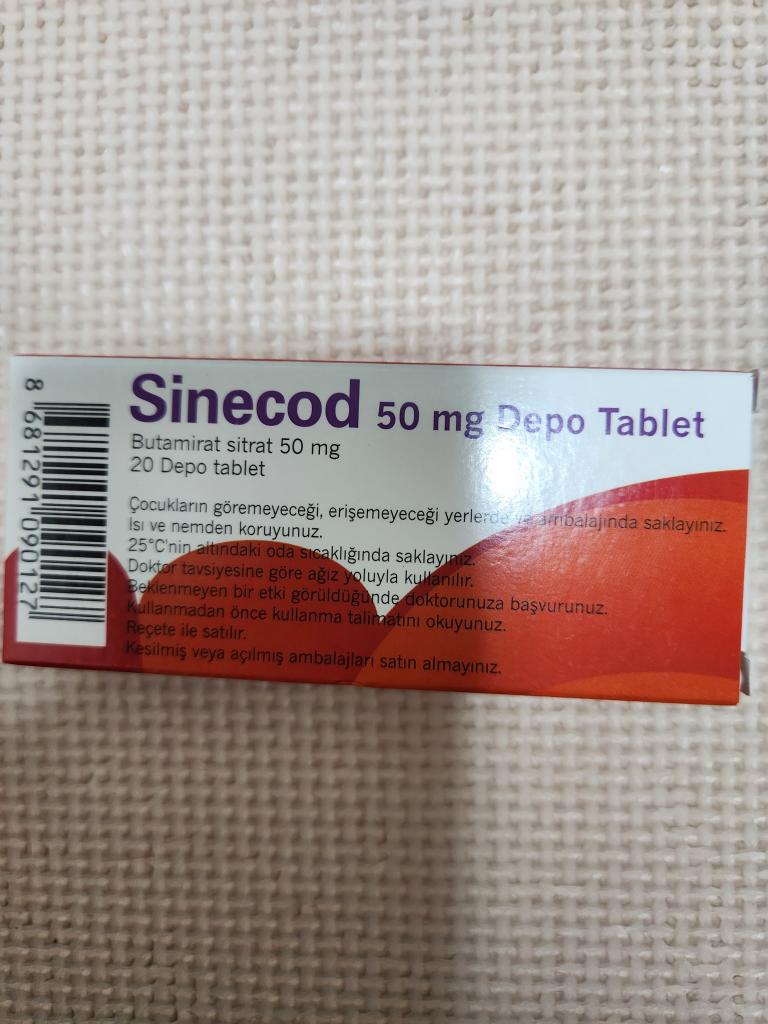 Sinecod 50 mg Depo Tablet
Butamirat sitrat 50 mg
20 Depo tablet
Çocukların göremeyeceği, erişemeyeceği yerlerde ve ambalajında saklayınız.
Isı ve nemden koruyunuz.
25°C'nin altındaki oda sıcaklığında saklayınız.
Doktor tavsiyesine göre ağız yoluyla kullanılır.
Beklenmeyen bir etki görüldüğünde doktorunuza başvurunuz.
Kullanmadan önce kullanma talimatını okuyunuz.
Reçete ile satılır.
Kesilmiş veya açılmış ambalajları satın almayınız.
8 681291 090127